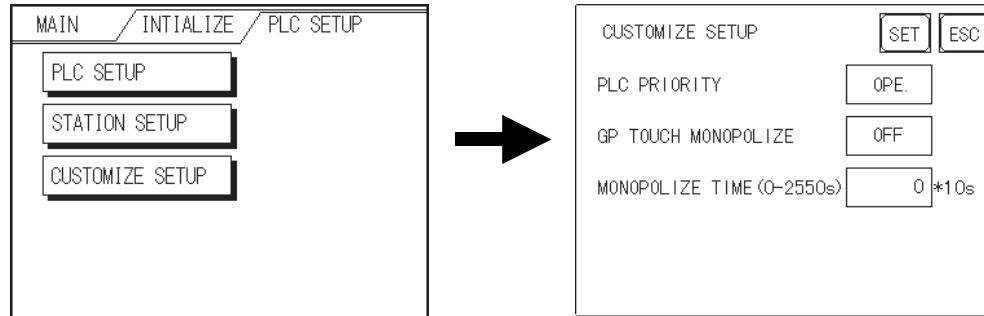 MAIN INTIALIZE PLC SETUP
PLC SETUP
STATION SETUP
CUSTOMIZE SETUP
CUSTOMIZE SETUP SET ESC
PLC PRIORITY OPE.
GP TOUCH MONOPOLIZE OFF
MONOPOLIZE TIME(0-2550s) 0 *10s